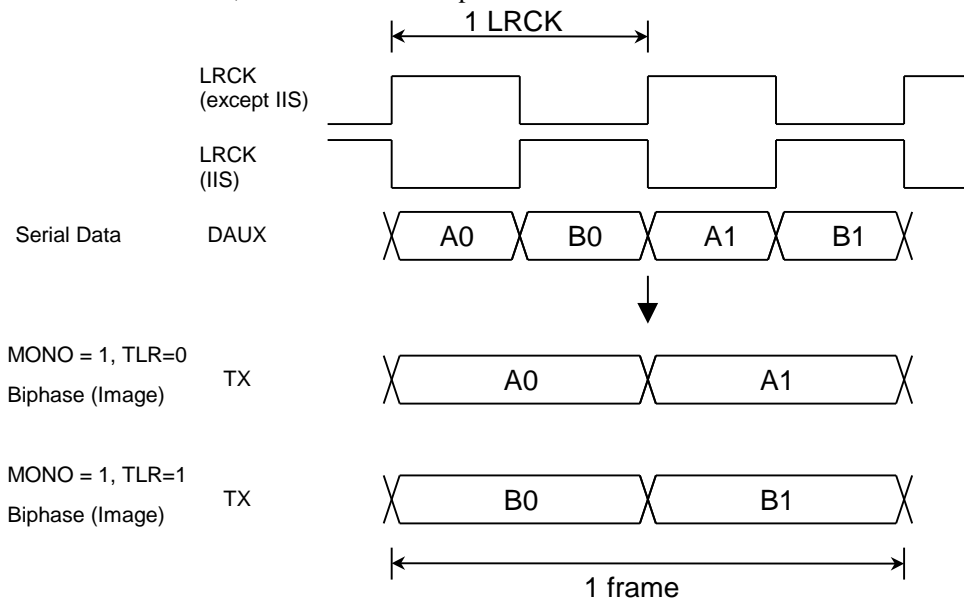 1 LRCK
LRCK
(except IIS)
LRCK
(IIS)
Serial Data DAUX A0 B0 A1 B1
MONO = 1, TLR=0
Biphase (Image) TX A0 A1
MONO = 1, TLR=1
Biphase (Image) TX B0 B1
1 frame